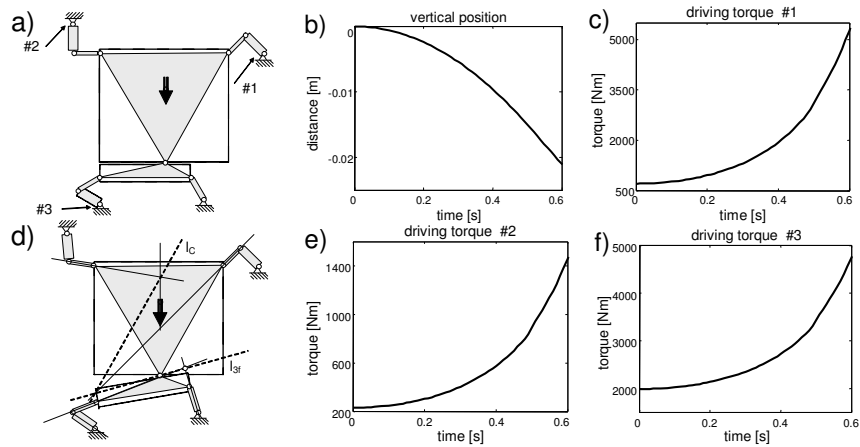 a)
#2
#1
#3
b)
vertical position
distance [m]
0
-0.01
-0.02
0
0.2
0.4
0.6
time [s]
c)
driving torque #1
torque [Nm]
5000
3500
2000
500
0
0.2
0.4
0.6
time [s]
d)
I_C
I_3f
e)
driving torque #2
torque [Nm]
1400
1000
600
200
0
0.2
0.4
0.6
time [s]
f)
driving torque #3
torque [Nm]
5000
4000
3000
2000
0
0.2
0.4
0.6
time [s]